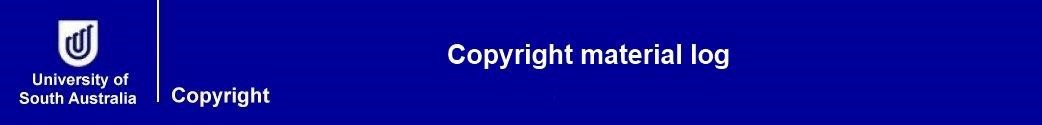 University of
South Australia
Copyright
Copyright material log